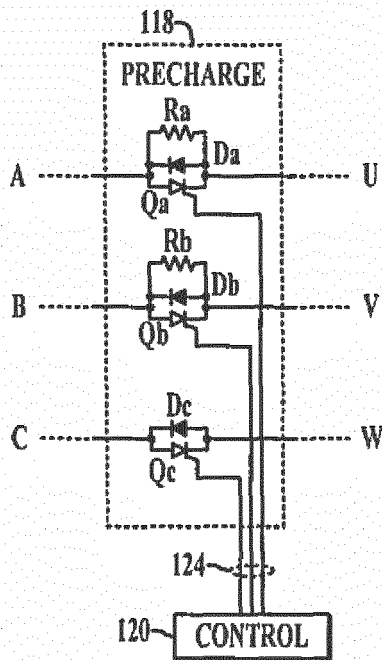 118
PRECHARGE
Ra
A Da U
Qa
Rb
B Db V
Qb
Dc
C W
Qc
124
120 CONTROL